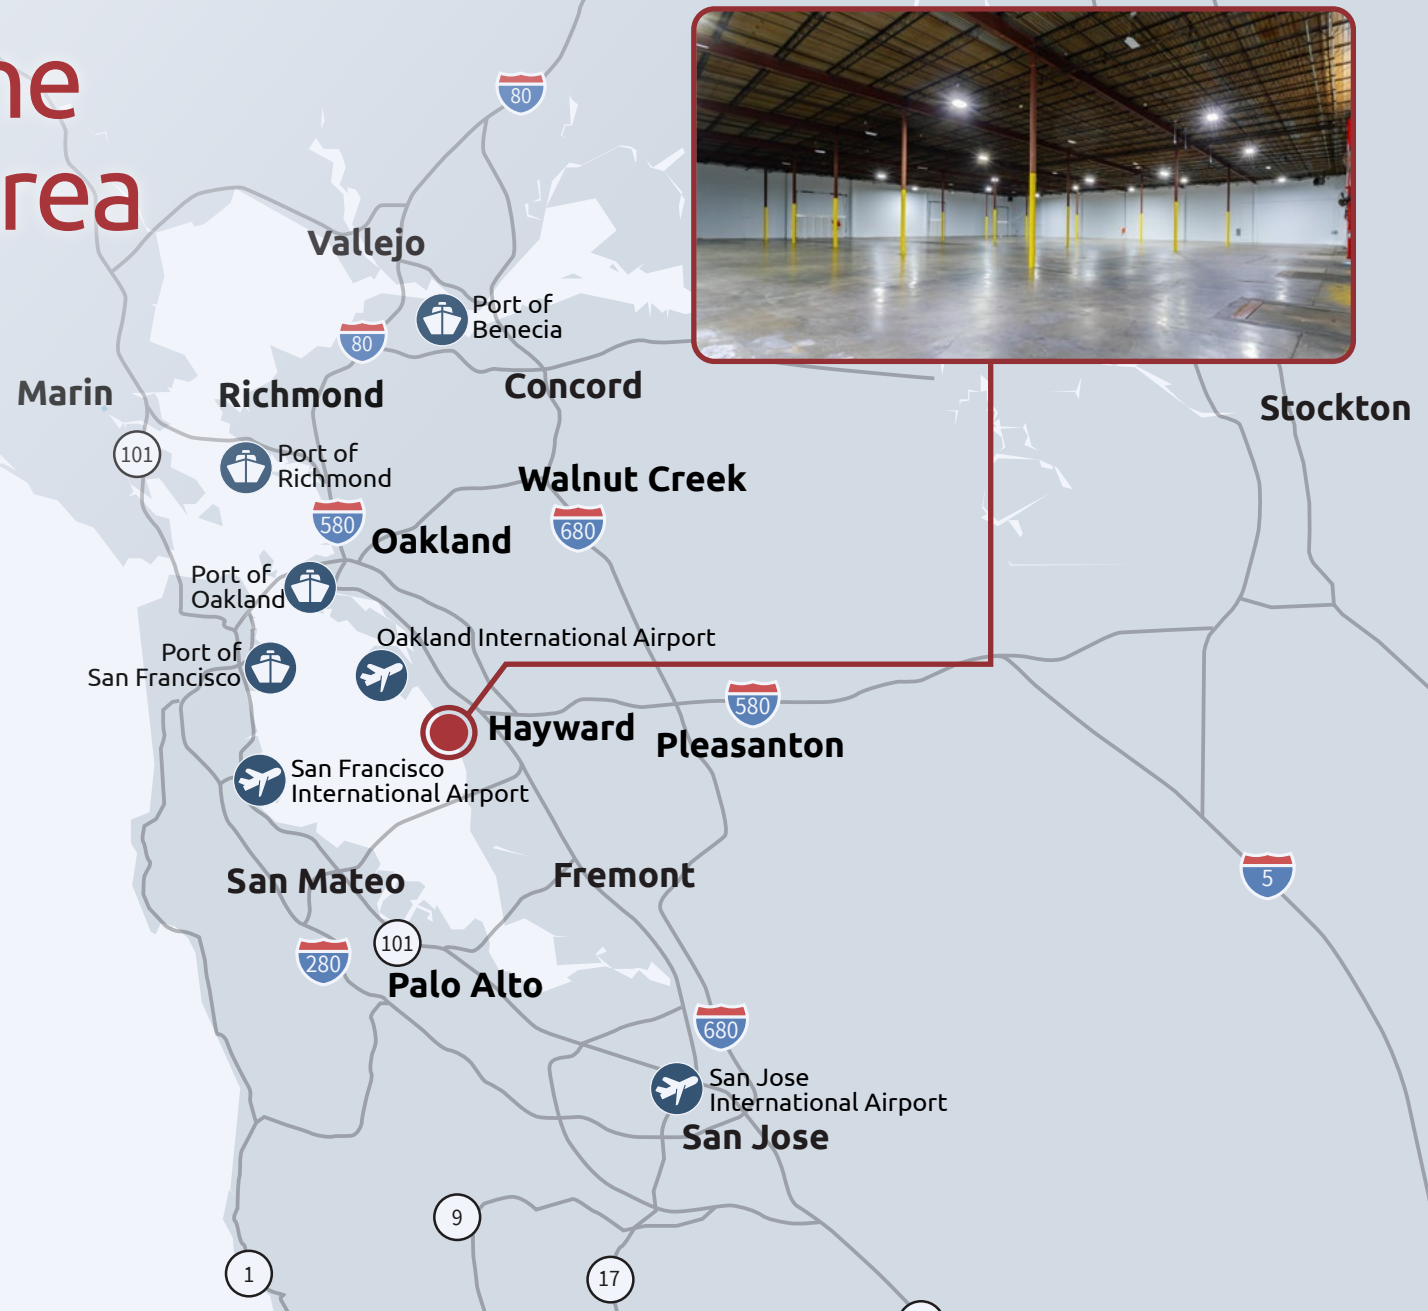 ne
rea
80
Vallejo
Port of
Benecia
80
Marin
Richmond
Concord
Stockton
101
Port of
Richmond
Walnut Creek
580
Oakland
680
Port of
Oakland
Oakland International Airport
Port of
San Francisco
580
Hayward
Pleasanton
San Francisco
International Airport
San Mateo
Fremont
5
101
280
Palo Alto
680
San Jose
International Airport
San Jose
9
1
17